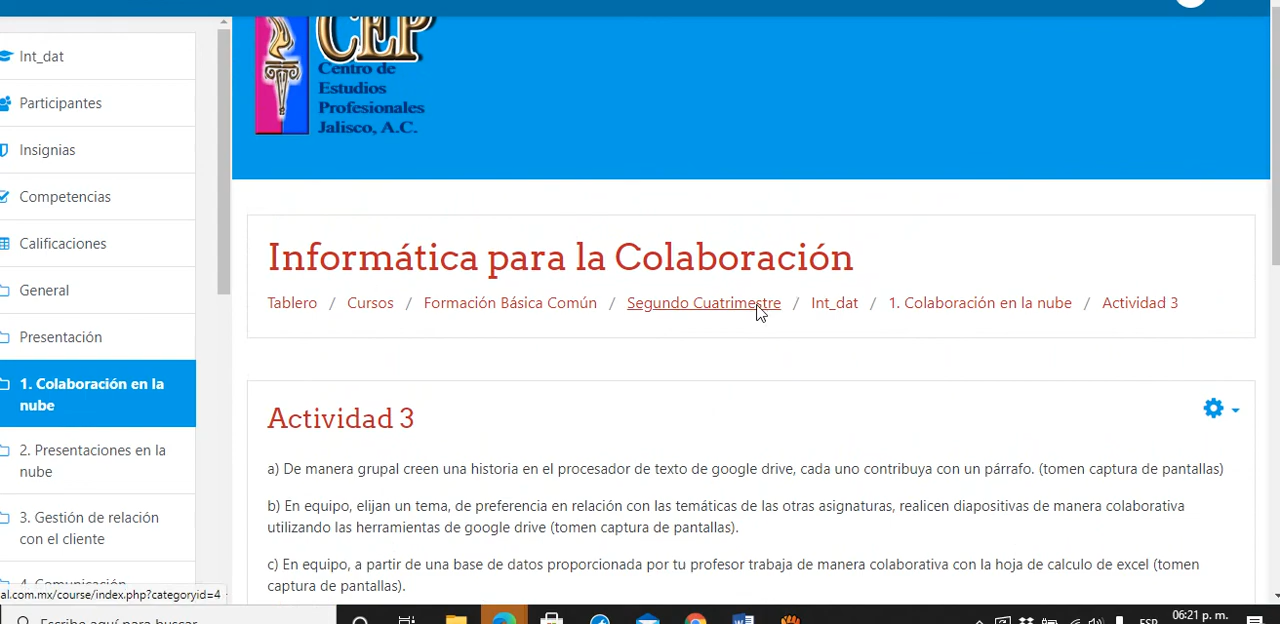 CEP
Centro de
Estudios
Profesionales
Jalisco, A.C.
Int_dat
Participantes
Insignias
Competencias
Calificaciones
General
Presentación
1. Colaboración en la
nube
2. Presentaciones en la
nube
3. Gestión de relación
con el cliente
4. Comunicación
Informática para la Colaboración
Tablero / Cursos / Formación Básica Común / Segundo Cuatrimestre / Int_dat / 1. Colaboración en la nube / Actividad 3
Actividad 3
a) De manera grupal creen una historia en el procesador de texto de google drive, cada uno contribuya con un párrafo. (tomen captura de pantallas)
b) En equipo, elijan un tema, de preferencia en relación con las temáticas de las otras asignaturas, realicen diapositivas de manera colaborativa
utilizando las herramientas de google drive (tomen captura de pantallas).
c) En equipo, a partir de una base de datos proporcionada por tu profesor trabaja de manera colaborativa con la hoja de calculo de excel (tomen
captura de pantallas).
al.com.mx/course/index.php?categoryid=4
Escribe aquí para buscar
ESP
06:21 p. m.